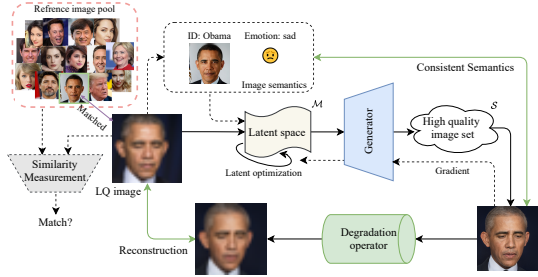 Refrence image pool
ID: Obama
Emotion: sad
Image semantics
Consistent Semantics
Matched
Similarity
Measurement
LQ image
Match?
Latent space
ℳ
Latent optimization
Generator
High quality
image set
𝒮
Gradient
Reconstruction
Degradation
operator